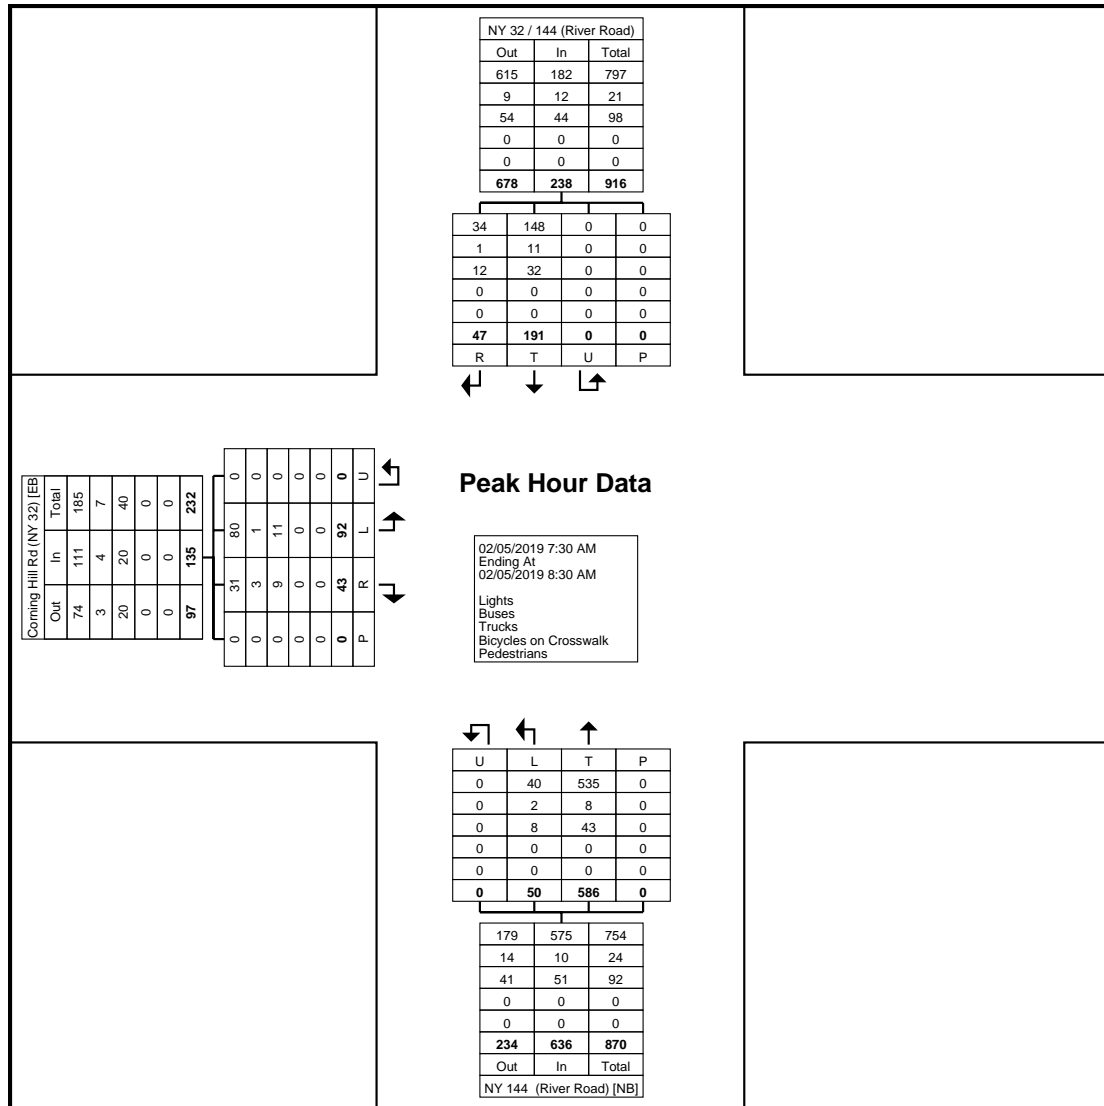 NY 32 / 144 (River Road)
Out In Total
615 182 797
9 12 21
54 44 98
0 0 0
0 0 0
678 238 916
34 148 0 0
1 11 0 0
12 32 0 0
0 0 0 0
0 0 0 0
47 191 0 0
R T U P
Corning Hill Rd (NY 32) [EB
Out In Total
74 111 185
3 4 7
20 20 40
0 0 0
0 0 0
97 135 232
0 31 80 0
0 3 1 0
0 9 11 0
0 0 0 0
0 0 0 0
0 43 92 0
P R L U
Peak Hour Data
02/05/2019 7:30 AM
Ending At
02/05/2019 8:30 AM
Lights
Buses
Trucks
Bicycles on Crosswalk
Pedestrians
U L T P
0 40 535 0
0 2 8 0
0 8 43 0
0 0 0 0
0 0 0 0
0 50 586 0
179 575 754
14 10 24
41 51 92
0 0 0
0 0 0
234 636 870
Out In Total
NY 144 (River Road) [NB]